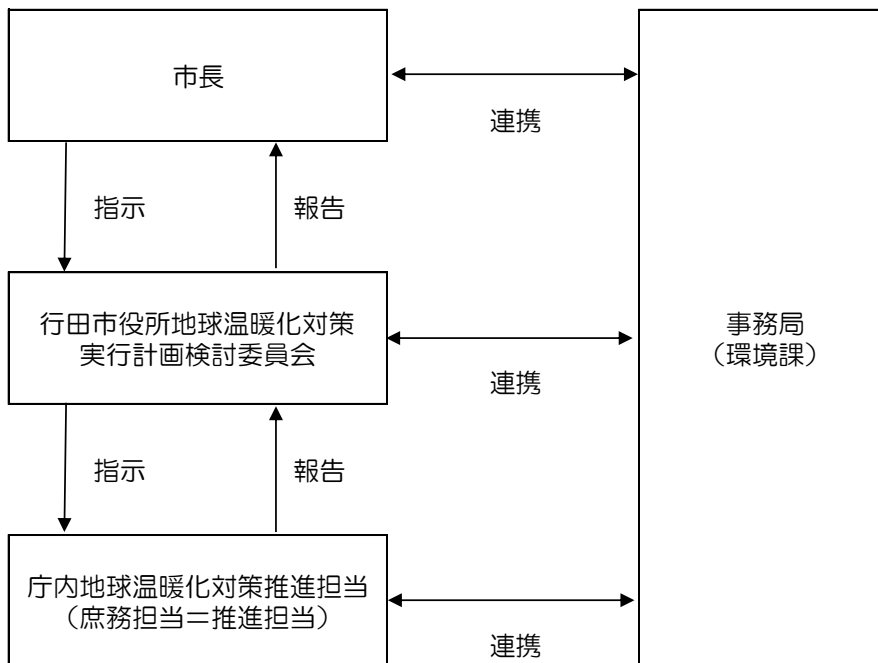 市長
連携
指示
報告
行田市役所地球温暖化対策
実行計画検討委員会
連携
事務局
（環境課）
指示
報告
庁内地球温暖化対策推進担当
（庶務担当＝推進担当）
連携